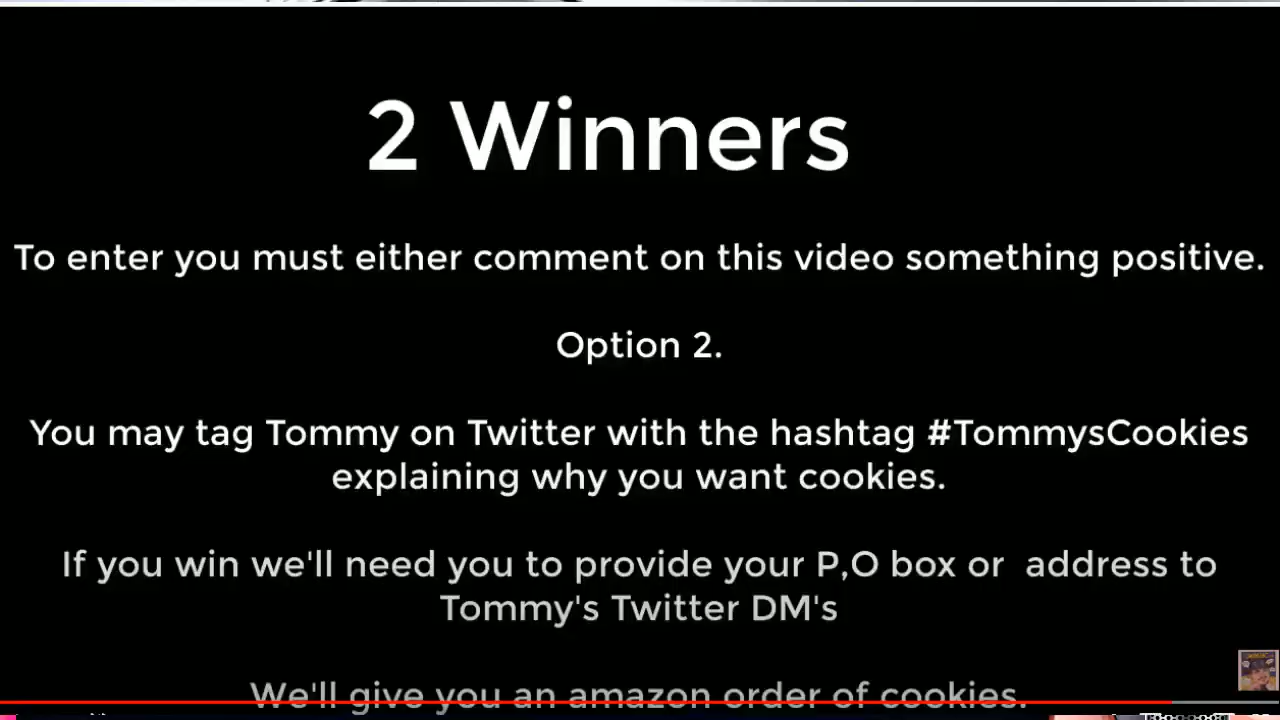 2 Winners
To enter you must either comment on this video something positive.
Option 2.
You may tag Tommy on Twitter with the hashtag #TommysCookies
explaining why you want cookies.
If you win we'll need you to provide your P,O box or  address to
Tommy's Twitter DM's
We'll give you an amazon order of cookies.